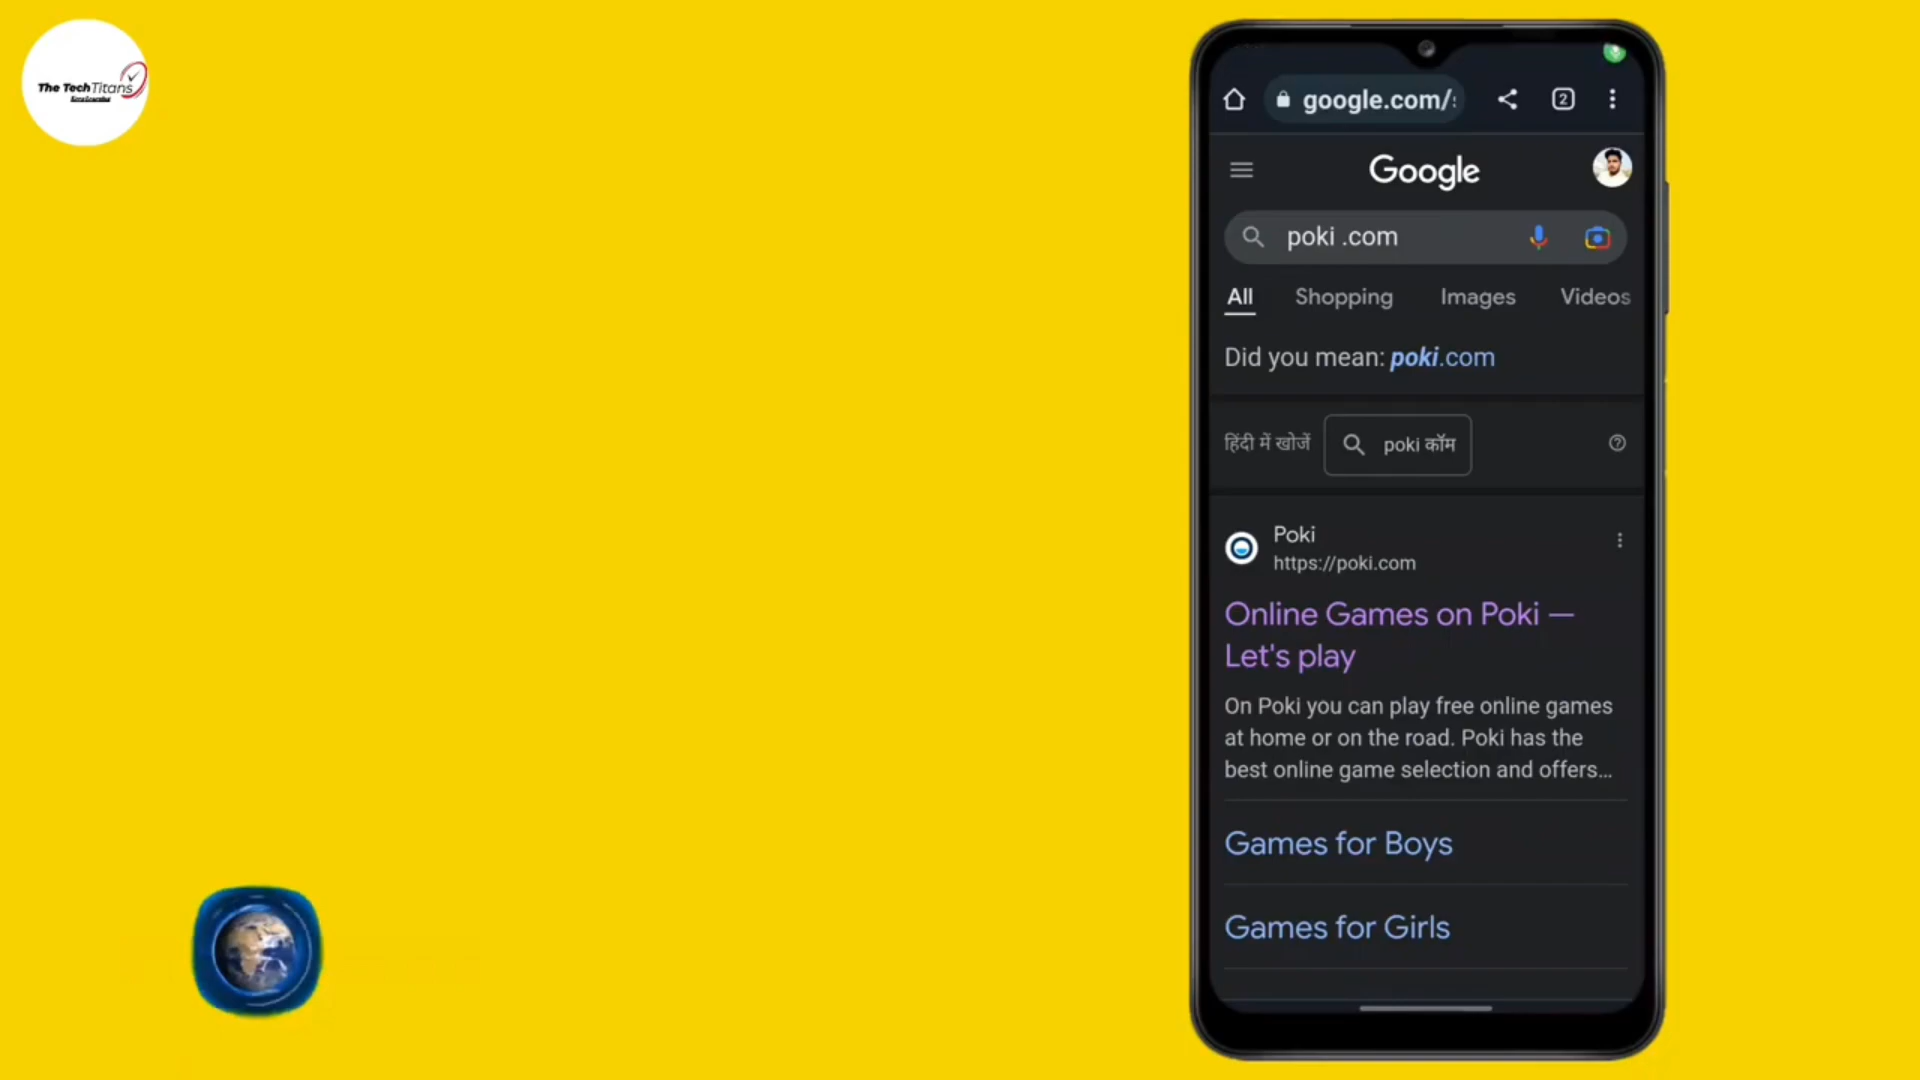 The TechTitans
google.com/
2
Google
poki .com
All Shopping Images Videos
Did you mean: poki.com
हिंदी में खोजें poki कॉम
Poki
https://poki.com
Online Games on Poki —
Let's play
On Poki you can play free online games
at home or on the road. Poki has the
best online game selection and offers...
Games for Boys
Games for Girls